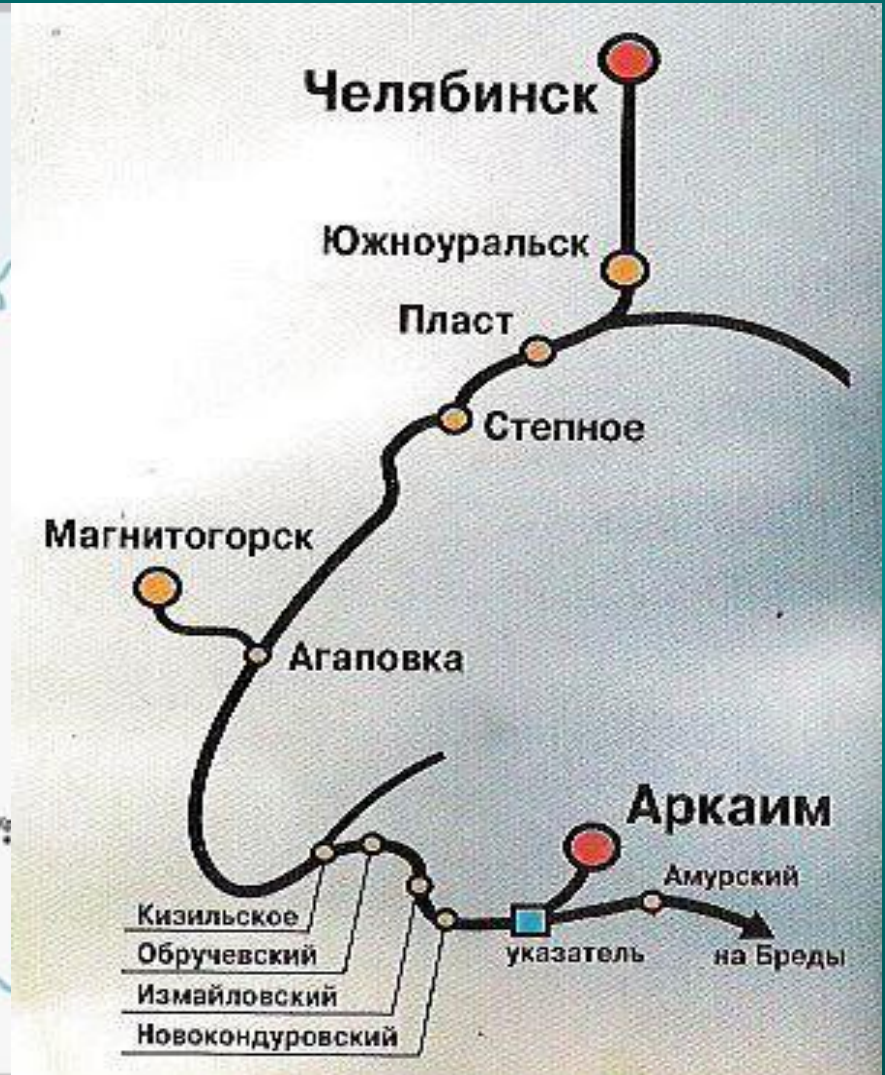 Челябинск
Южноуральск
Пласт
Степное
Магнитогорск
Агаповка
Аркаим
Амурский
Кизильское
указатель
на Бреды
Обручевский
Измайловский
Новокондуровский